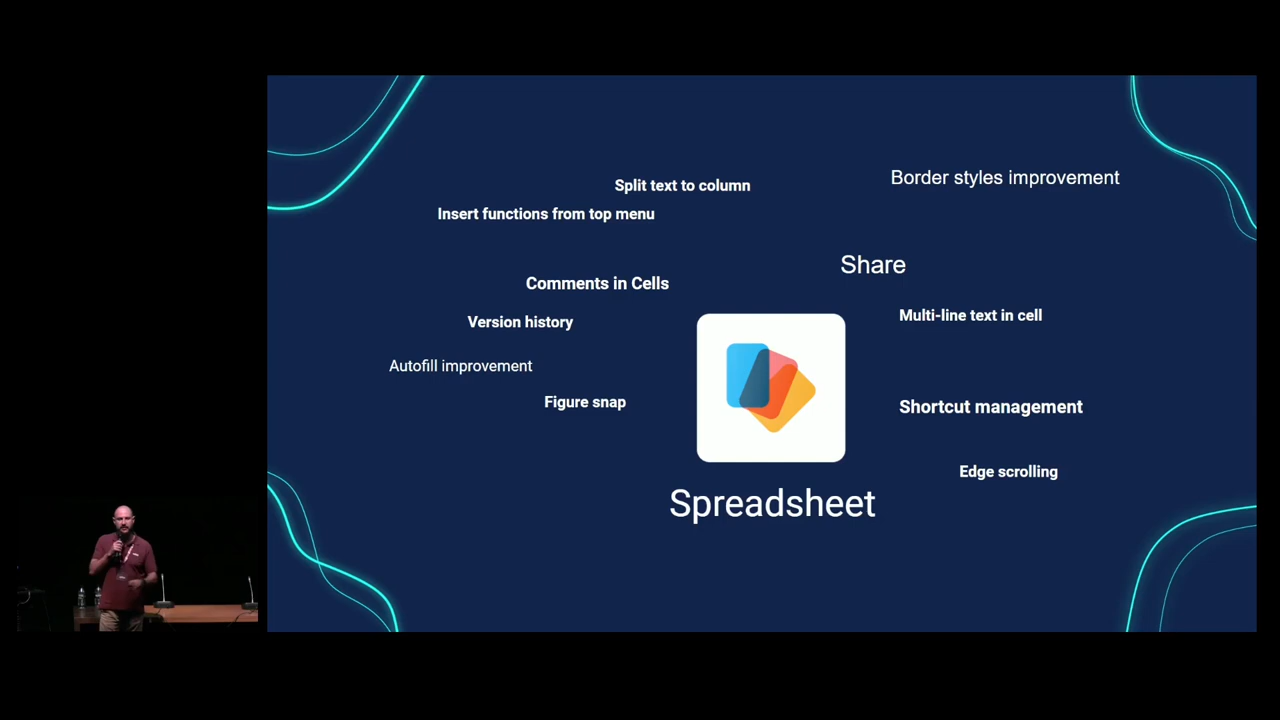 Split text to column
Border styles improvement
Insert functions from top menu
Share
Comments in Cells
Multi-line text in cell
Version history
Autofill improvement
Figure snap
Shortcut management
Edge scrolling
Spreadsheet